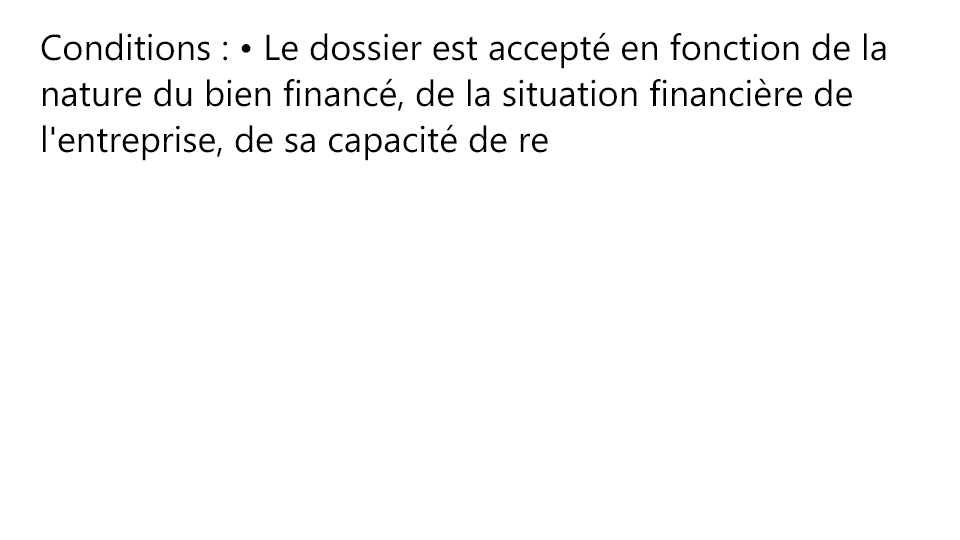 Conditions : • Le dossier est accepté en fonction de la
nature du bien financé, de la situation financière de
l'entreprise, de sa capacité de re